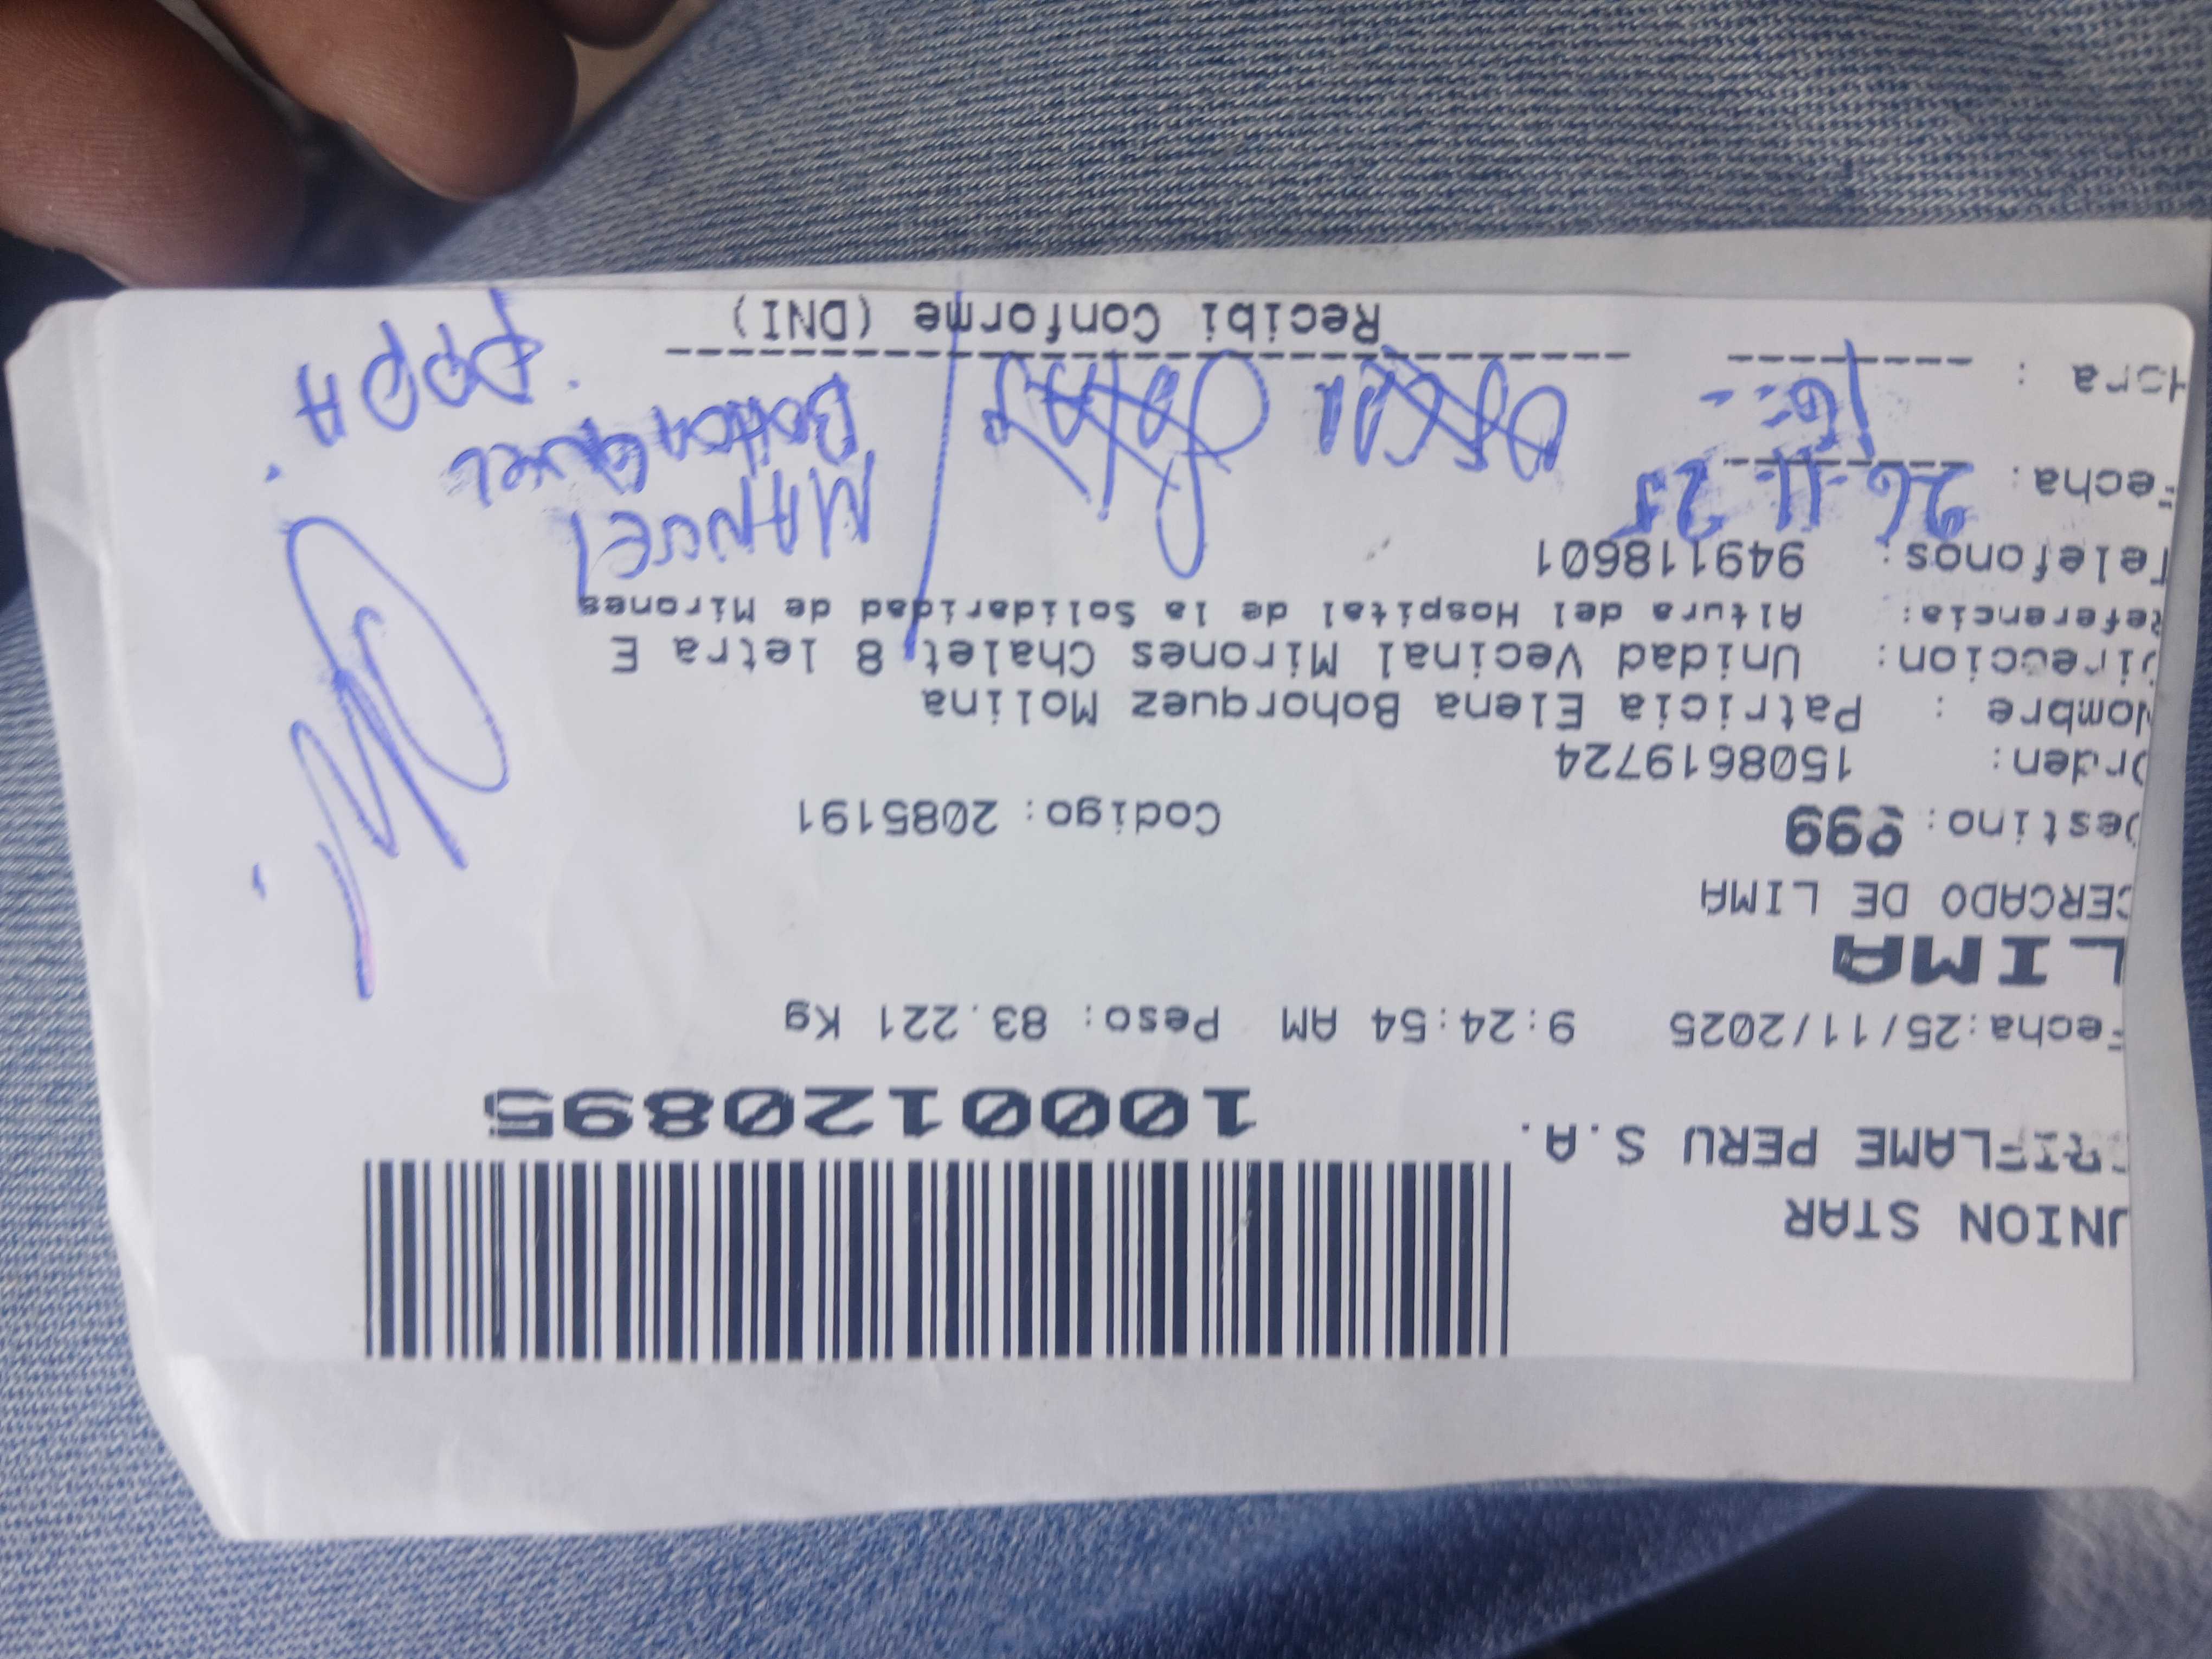 UNION STAR
ORIFLAME PERU S.A.
1000120895
Fecha:25/11/2025 9:24:54 AM Peso: 83.221 Kg
LIMA
CERCADO DE LIMA
Destino: 999 Codigo: 2085191
Orden: 1508619724
Nombre : Patricia Elena Bohorquez Molina
Direccion: Unidad Vecinal Mirones Chalet 8 letra E
Referencia: Altura del Hospital de la Solidaridad de Mirones
Telefonos: 949118601
Fecha: 26-11-25
MANUEL
Hora :
OSCAR
PAPA
Recibi Conforme (DNI)